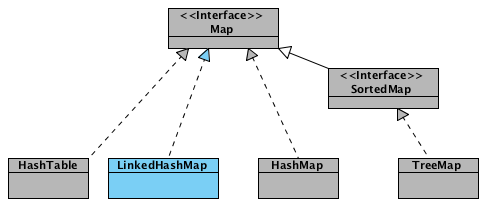 <<Interface>>
Map
<<Interface>>
SortedMap
HashTable
LinkedHashMap
HashMap
TreeMap